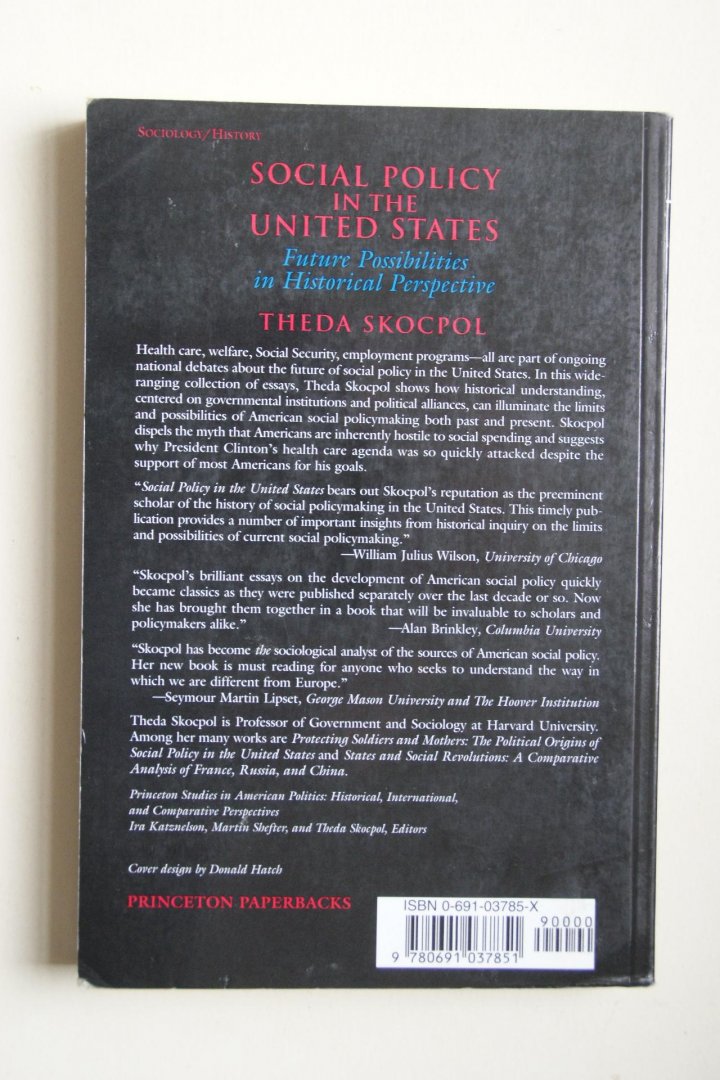 SOCIOLOGY/HISTORY
SOCIAL POLICY
IN THE
UNITED STATES
Future Possibilities
in Historical Perspective
THEDA SKOCPOL
Health care, welfare, Social Security, employment programs—all are part of ongoing
national debates about the future of social policy in the United States. In this wide-
ranging collection of essays, Theda Skocpol shows how historical understanding,
centered on governmental institutions and political alliances, can illuminate the limits
and possibilities of American social policymaking both past and present. Skocpol
dispels the myth that Americans are inherently hostile to social spending and suggests
why President Clinton's health care agenda was so quickly attacked despite the
support of most Americans for his goals.
"Social Policy in the United States bears out Skocpol's reputation as the preeminent
scholar of the history of social policymaking in the United States. This timely pub-
lication provides a number of important insights from historical inquiry on the limits
and possibilities of current social policymaking."
—William Julius Wilson, University of Chicago
"Skocpol's brilliant essays on the development of American social policy quickly
became classics as they were published separately over the last decade or so. Now
she has brought them together in a book that will be invaluable to scholars and
policymakers alike." —Alan Brinkley, Columbia University
"Skocpol has become the sociological analyst of the sources of American social policy.
Her new book is must reading for anyone who seeks to understand the way in
which we are different from Europe."
—Seymour Martin Lipset, George Mason University and The Hoover Institution
Theda Skocpol is Professor of Government and Sociology at Harvard University.
Among her many works are Protecting Soldiers and Mothers: The Political Origins of
Social Policy in the United States and States and Social Revolutions: A Comparative
Analysis of France, Russia, and China.
Princeton Studies in American Politics: Historical, International,
and Comparative Perspectives
Ira Katznelson, Martin Shefter, and Theda Skocpol, Editors
Cover design by Donald Hatch
PRINCETON PAPERBACKS
ISBN 0-691-03785-X
90000
9 780691 037851